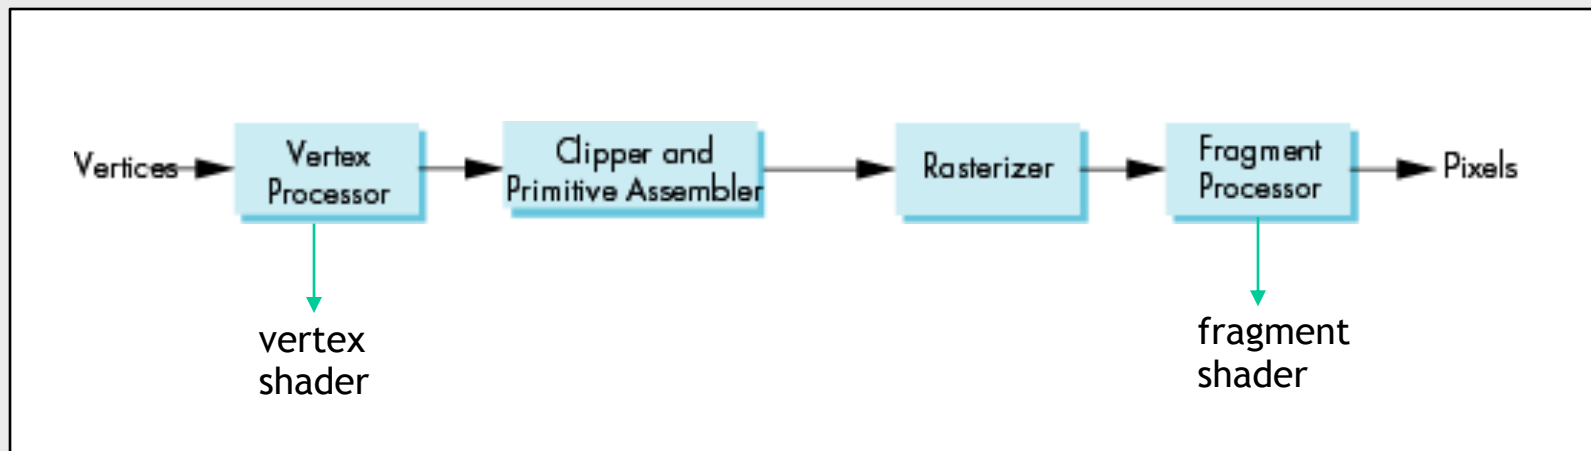 Vertices
Vertex
Processor
Clipper and
Primitive Assembler
Rasterizer
Fragment
Processor
Pixels
vertex
shader
fragment
shader